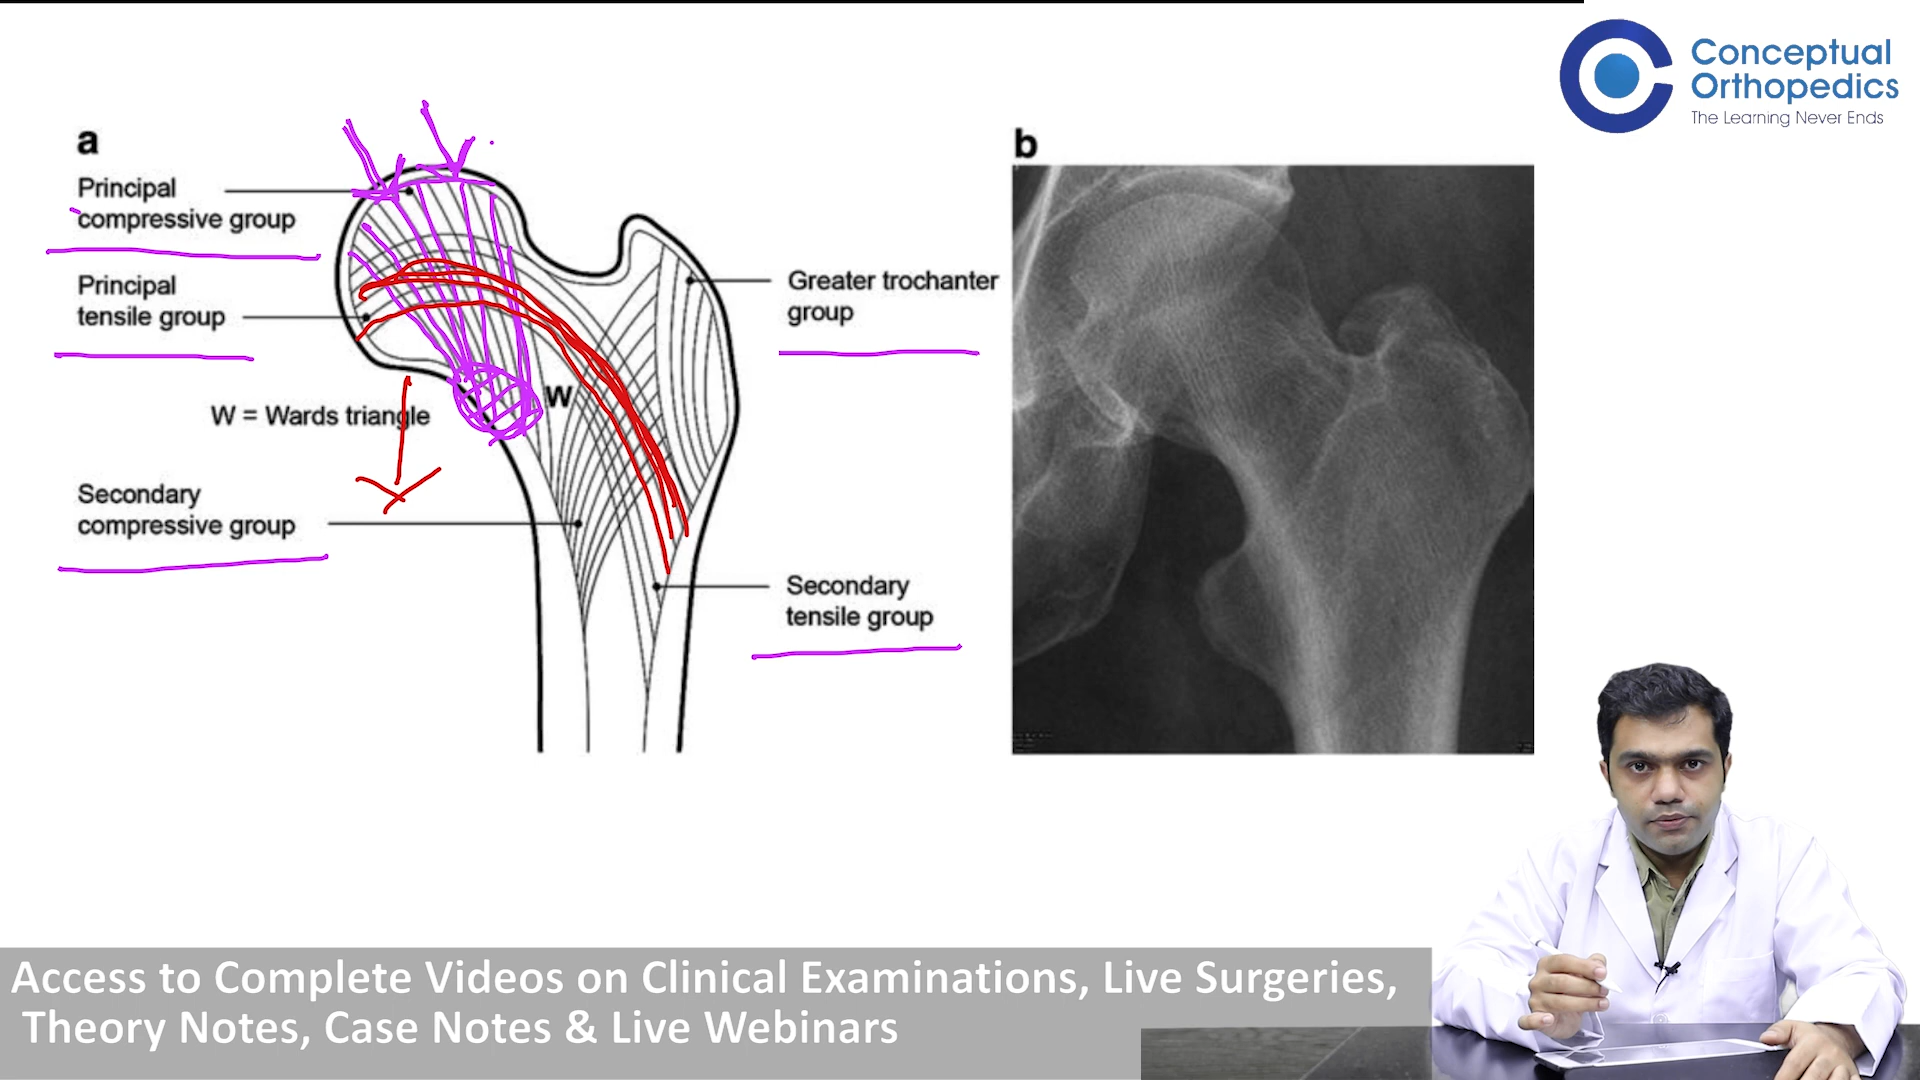 Conceptual
Orthopedics
The Learning Never Ends
a
Principal
compressive group
Principal
tensile group
W = Wards triangle
Secondary
compressive group
W
Greater trochanter
group
Secondary
tensile group
b
Access to Complete Videos on Clinical Examinations, Live Surgeries,
Theory Notes, Case Notes & Live Webinars